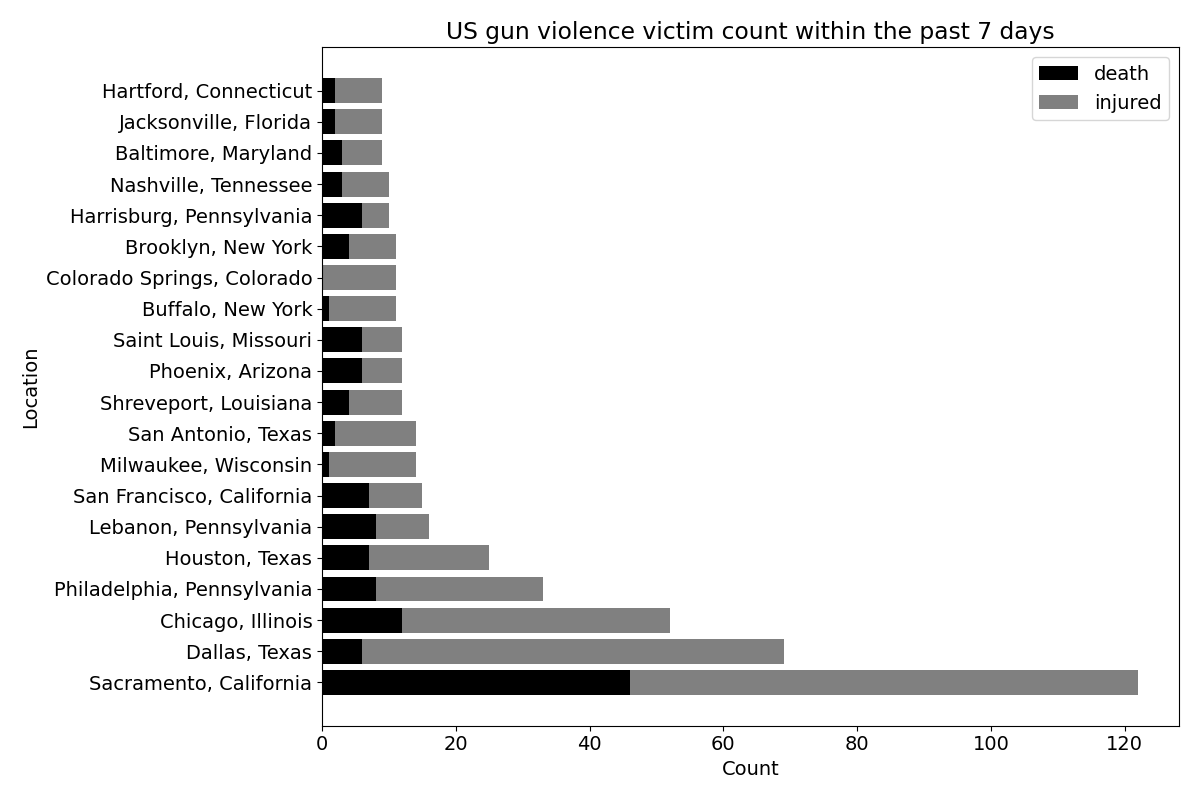 US gun violence victim count within the past 7 days
death
injured
Hartford, Connecticut
Jacksonville, Florida
Baltimore, Maryland
Nashville, Tennessee
Harrisburg, Pennsylvania
Brooklyn, New York
Colorado Springs, Colorado
Buffalo, New York
Saint Louis, Missouri
Phoenix, Arizona
Shreveport, Louisiana
San Antonio, Texas
Milwaukee, Wisconsin
San Francisco, California
Lebanon, Pennsylvania
Houston, Texas
Philadelphia, Pennsylvania
Chicago, Illinois
Dallas, Texas
Sacramento, California
Location
0 20 40 60 80 100 120
Count